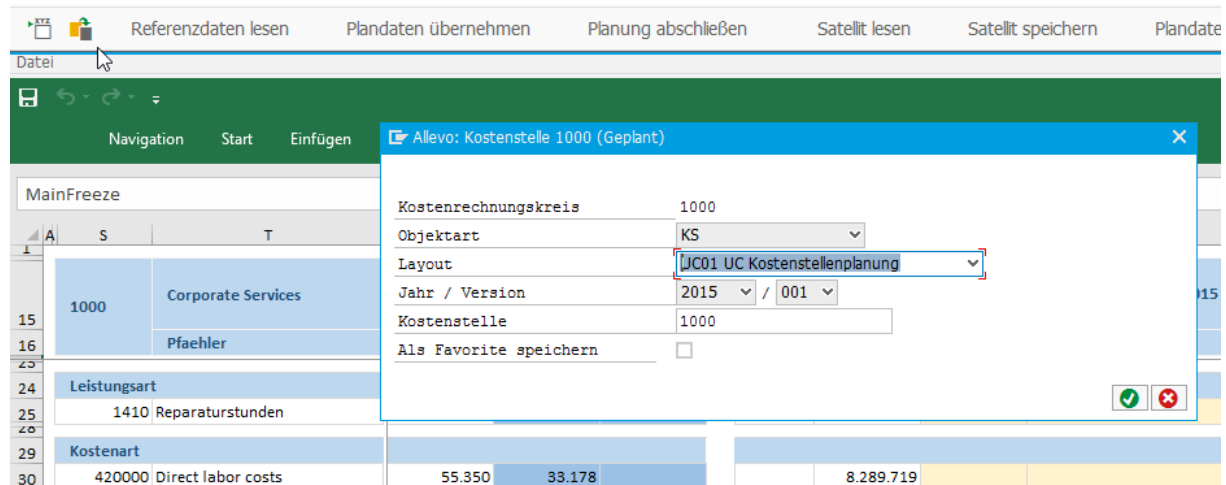 XYZ
Referenzdaten lesen Plandaten übernehmen Planung abschließen Satellit lesen Satellit speichern Plandate
Datei
Navigation Start Einfügen
Allevo: Kostenstelle 1000 (Geplant)
MainFreeze
Kostenrechnungskreis 1000
Objektart KS
Layout UC01 UC Kostenstellenplanung
Jahr / Version 2015 / 001
Kostenstelle 1000
Als Favorite speichern
A S T
1
15 1000 Corporate Services 015
16 Pfaehler
23
24 Leistungsart
25 1410 Reparaturstunden
28
29 Kostenart
30 420000 Direct labor costs 55.350 33.178 8.289.719